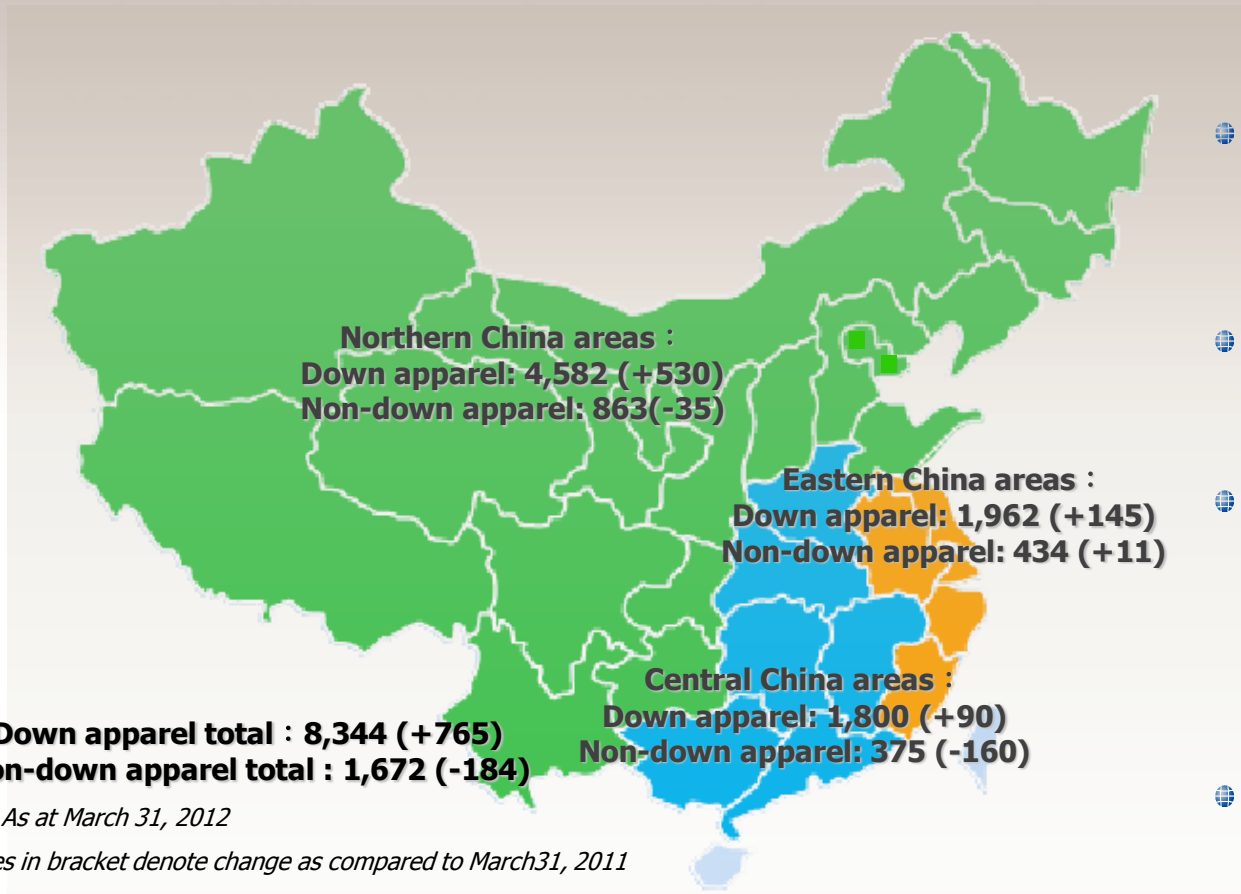 Northern China areas：
Down apparel: 4,582 (+530)
Non-down apparel: 863(-35)
Eastern China areas：
Down apparel: 1,962 (+145)
Non-down apparel: 434 (+11)
Central China areas：
Down apparel: 1,800 (+90)
Non-down apparel: 375 (-160)
Down apparel total：8,344 (+765)
on-down apparel total : 1,672 (-184)
As at March 31, 2012
es in bracket denote change as compared to March31, 2011